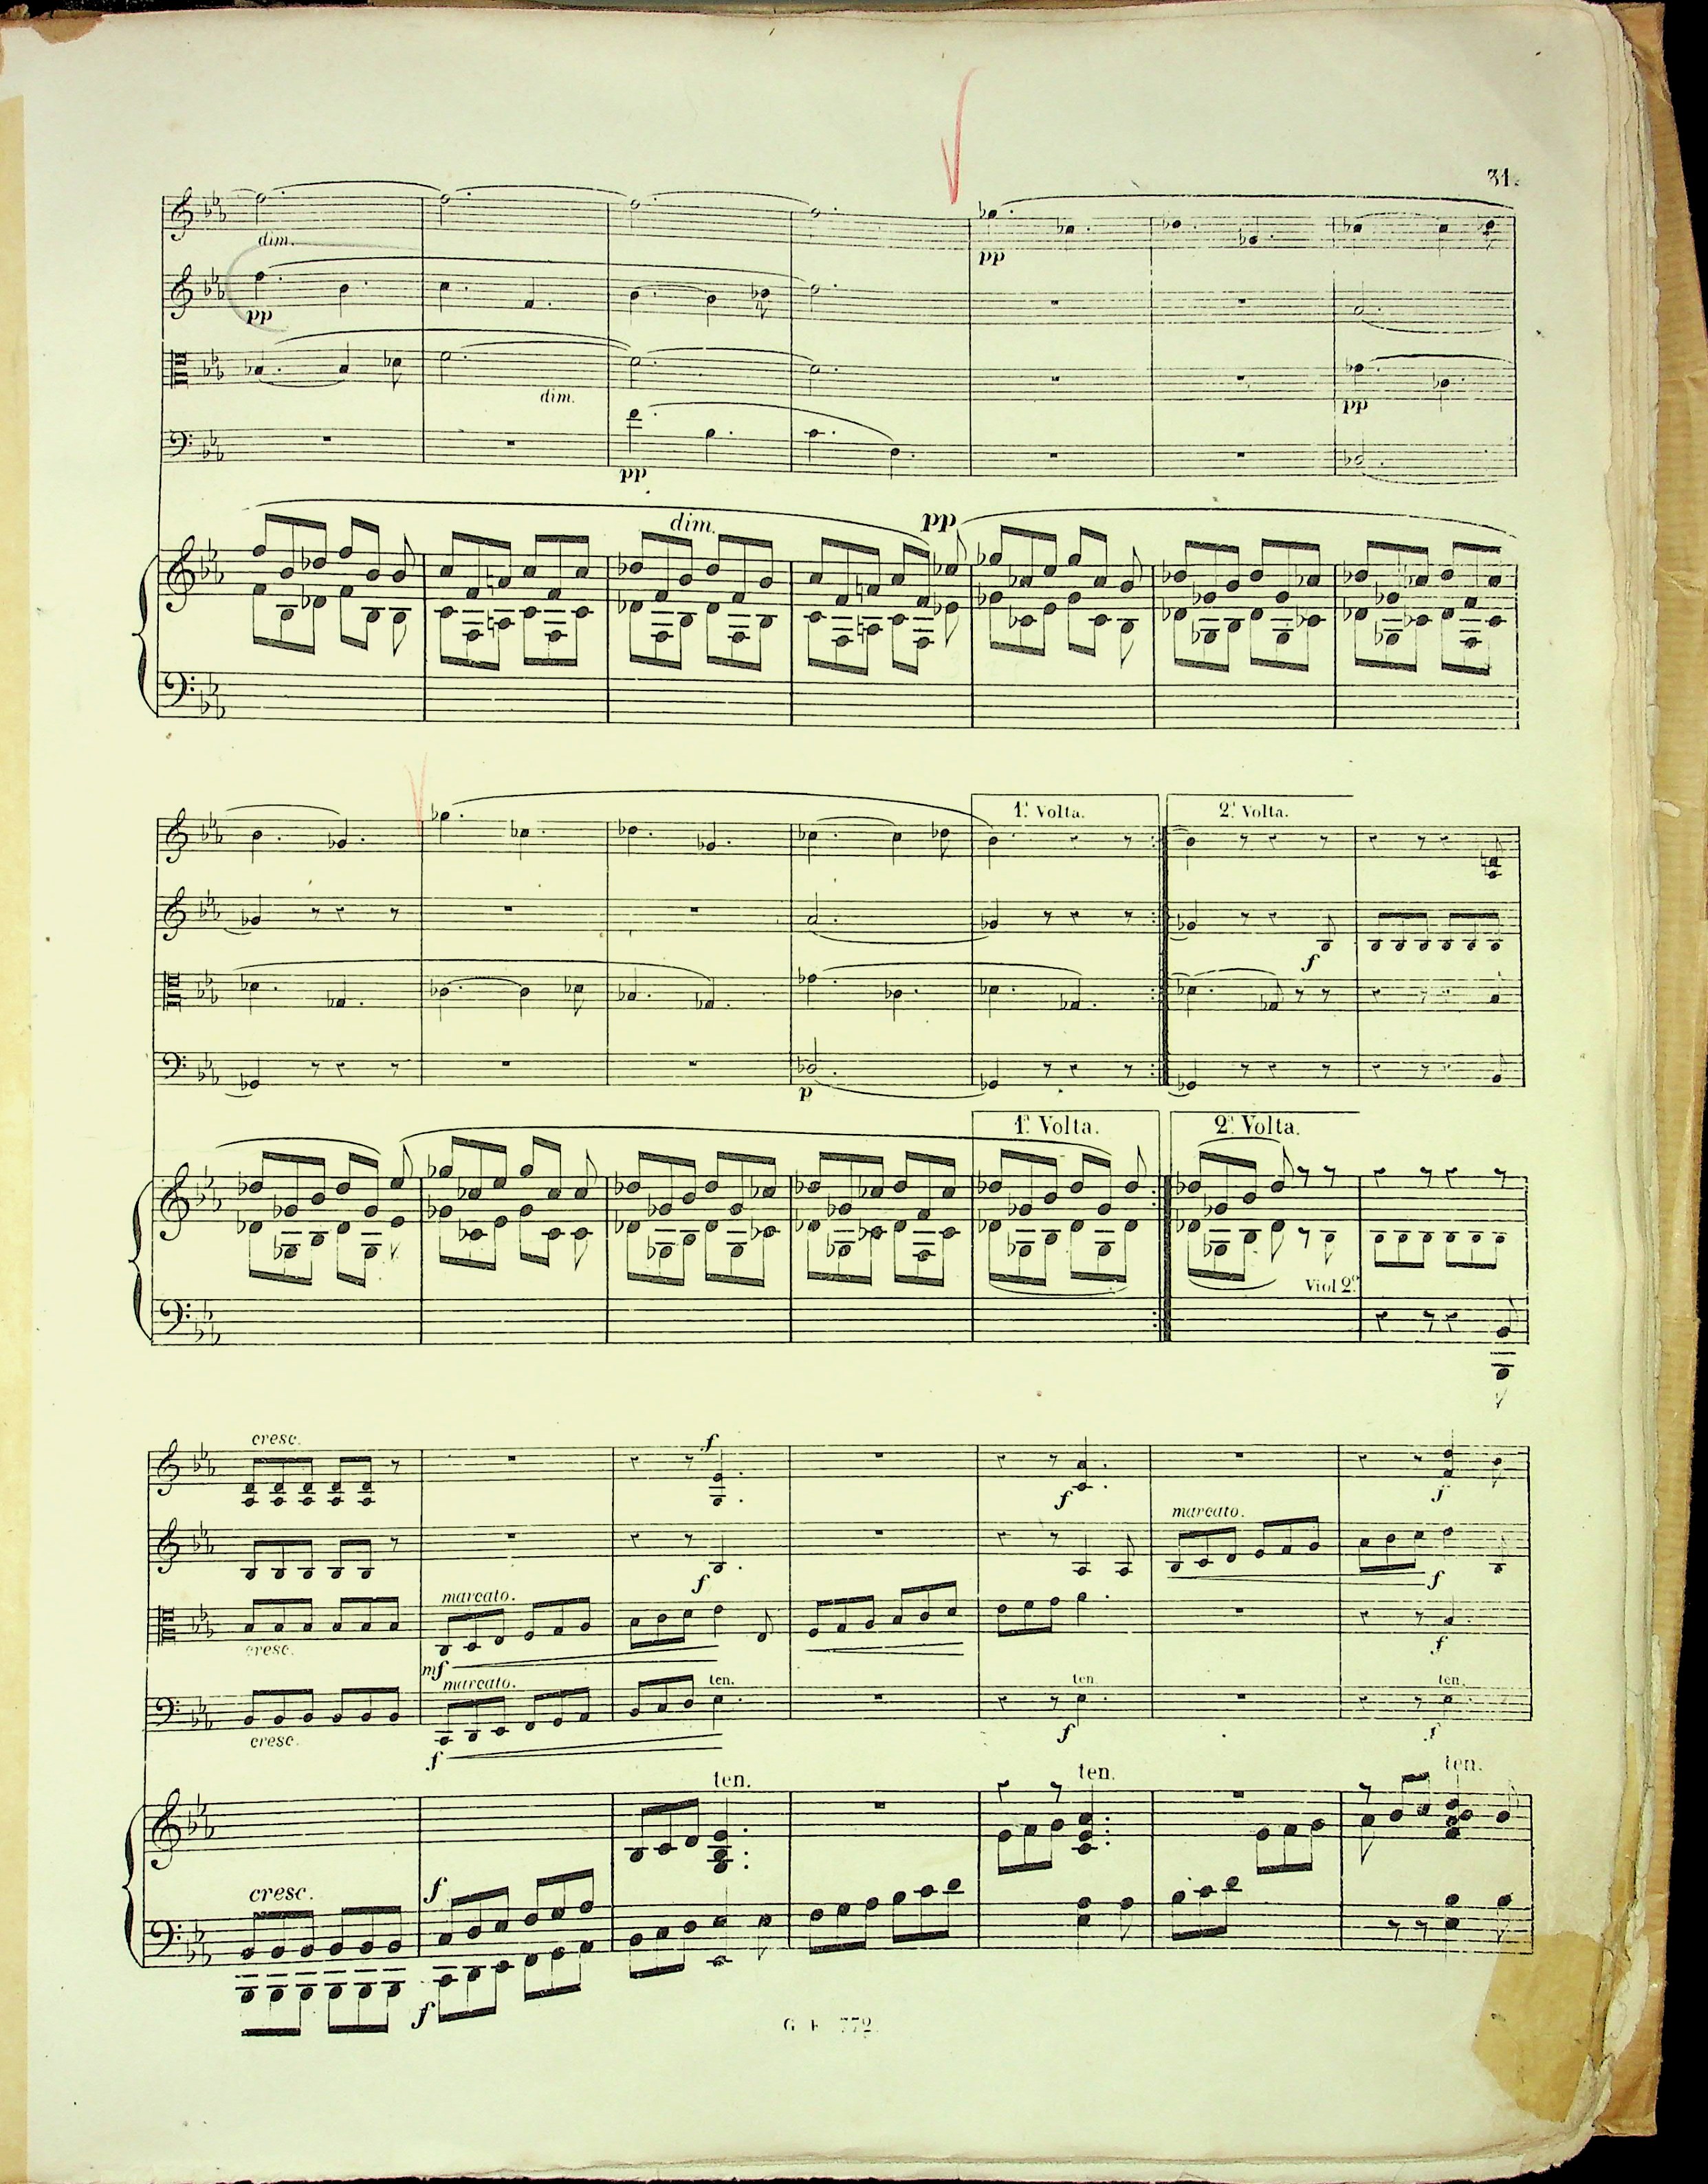 31.
dim.
pp
pp
dim.
pp
pp
dim.
pp
1ª Volta.
2ª Volta.
f
p
1ª Volta.
2ª Volta.
Viol 2º
cresc.
f
f
marcato.
f
f
marcato.
cresc.
mf
f
marcato.
ten.
ten
ten.
cresc.
f
f
f
ten.
ten.
ten.
cresc.
f
f
772.